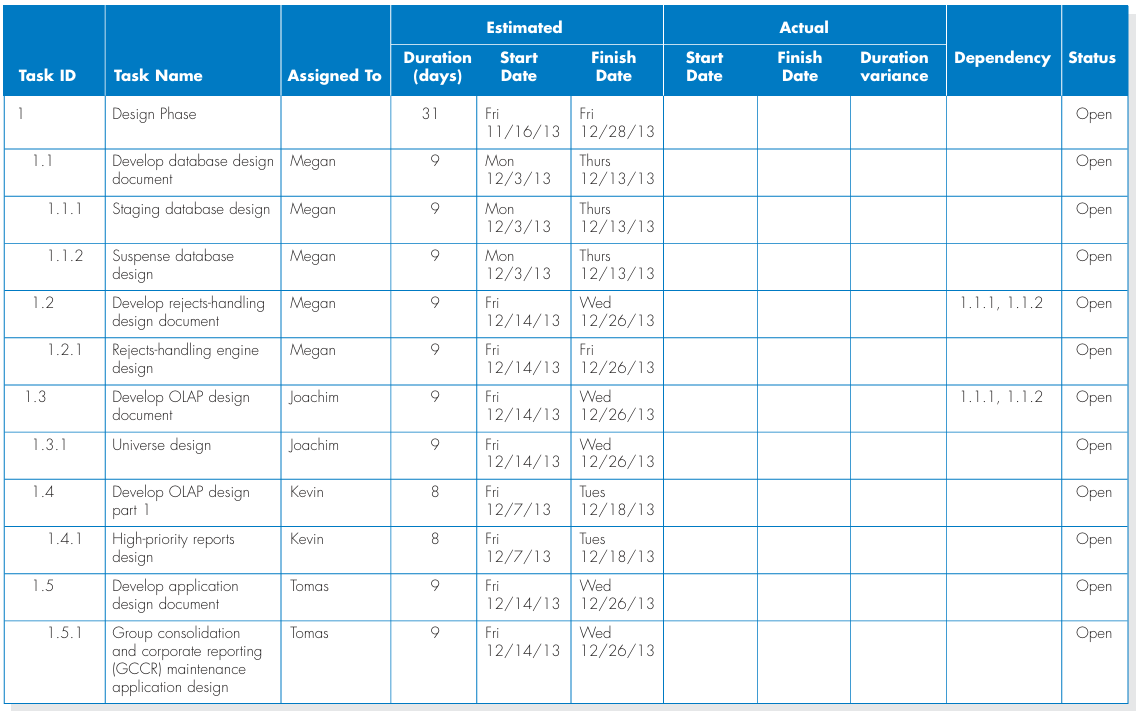 Estimated Actual
Task ID Task Name Assigned To Duration (days) Start Date Finish Date Start Date Finish Date Duration variance Dependency Status
1 Design Phase 31 Fri 11/16/13 Fri 12/28/13 Open
1.1 Develop database design document Megan 9 Mon 12/3/13 Thurs 12/13/13 Open
1.1.1 Staging database design Megan 9 Mon 12/3/13 Thurs 12/13/13 Open
1.1.2 Suspense database design Megan 9 Mon 12/3/13 Thurs 12/13/13 Open
1.2 Develop rejects-handling design document Megan 9 Fri 12/14/13 Wed 12/26/13 1.1.1, 1.1.2 Open
1.2.1 Rejects-handling engine design Megan 9 Fri 12/14/13 Fri 12/26/13 Open
1.3 Develop OLAP design document Joachim 9 Fri 12/14/13 Wed 12/26/13 1.1.1, 1.1.2 Open
1.3.1 Universe design Joachim 9 Fri 12/14/13 Wed 12/26/13 Open
1.4 Develop OLAP design part 1 Kevin 8 Fri 12/7/13 Tues 12/18/13 Open
1.4.1 High-priority reports design Kevin 8 Fri 12/7/13 Tues 12/18/13 Open
1.5 Develop application design document Tomas 9 Fri 12/14/13 Wed 12/26/13 Open
1.5.1 Group consolidation and corporate reporting (GCCR) maintenance application design Tomas 9 Fri 12/14/13 Wed 12/26/13 Open